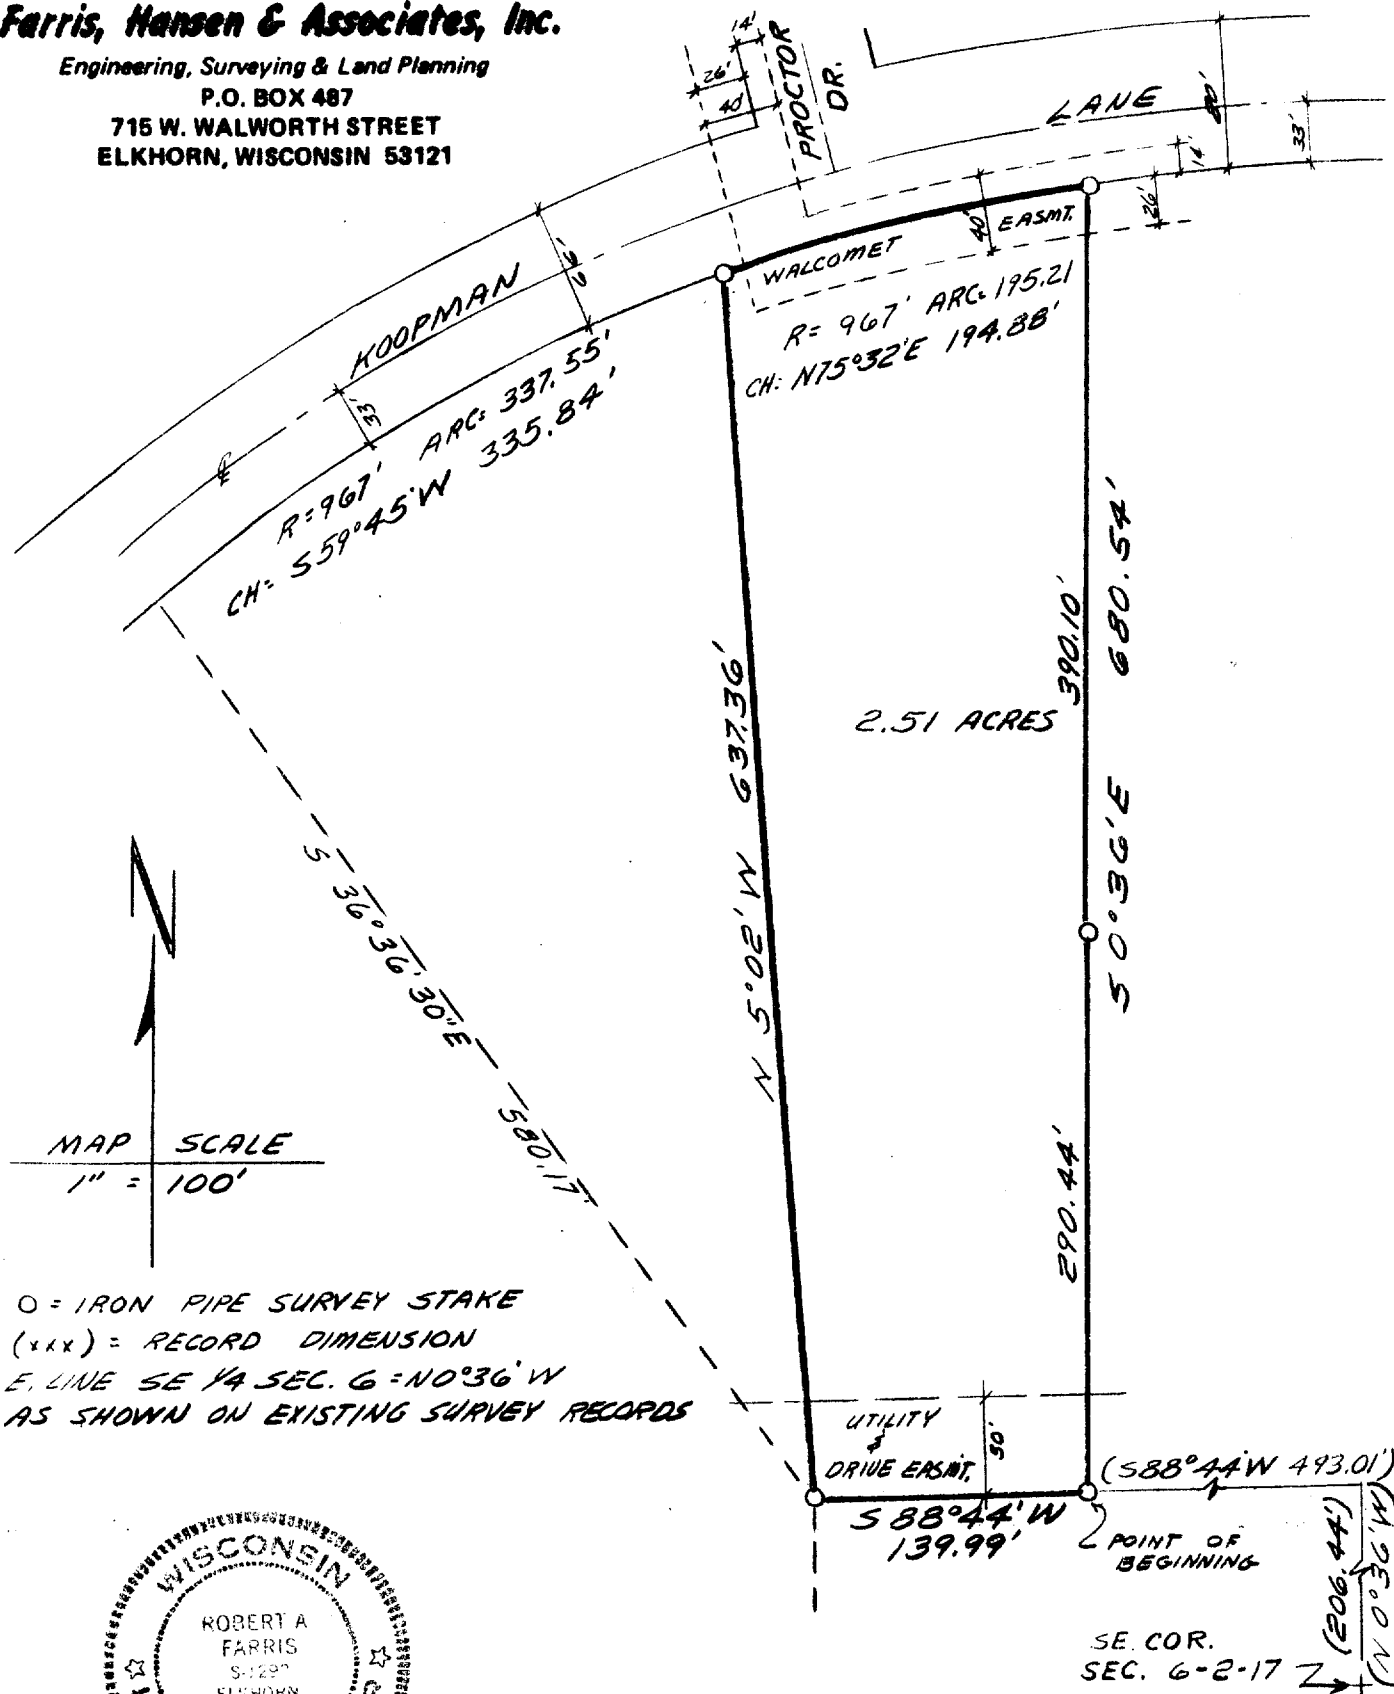 Farris, Hansen & Associates, Inc.
Engineering, Surveying & Land Planning
P.O. BOX 487
715 W. WALWORTH STREET
ELKHORN, WISCONSIN 53121
14'
26'
40'
PROCTOR
DR.
LANE
80'
33'
14'
26'
40'
EASMT.
WALCOMET
R= 967' ARC: 195.21
CH: N75°32'E 194.88'
KOOPMAN
66'
33'
℄
R=967' ARC: 337.55'
CH= S59°45'W 335.84'
390.10'
680.54'
637.36'
2.51 ACRES
S 0°36'E
N 5°02' W
S 36°36'30"E 580.17'
290.44'
N
MAP SCALE
1" = 100'
O = IRON PIPE SURVEY STAKE
(xxx) = RECORD DIMENSION
E. LINE SE 1/4 SEC. 6 = N0°36'W
AS SHOWN ON EXISTING SURVEY RECORDS
UTILITY
&
DRIVE EASMT.
50'
(S88°44'W 493.01')
S 88°44'W
139.99'
POINT OF
BEGINNING
(206.44')
(N 0°36'W)
SE. COR.
SEC. 6-2-17
WISCONSIN
ROBERT A
FARRIS
ELKHORN